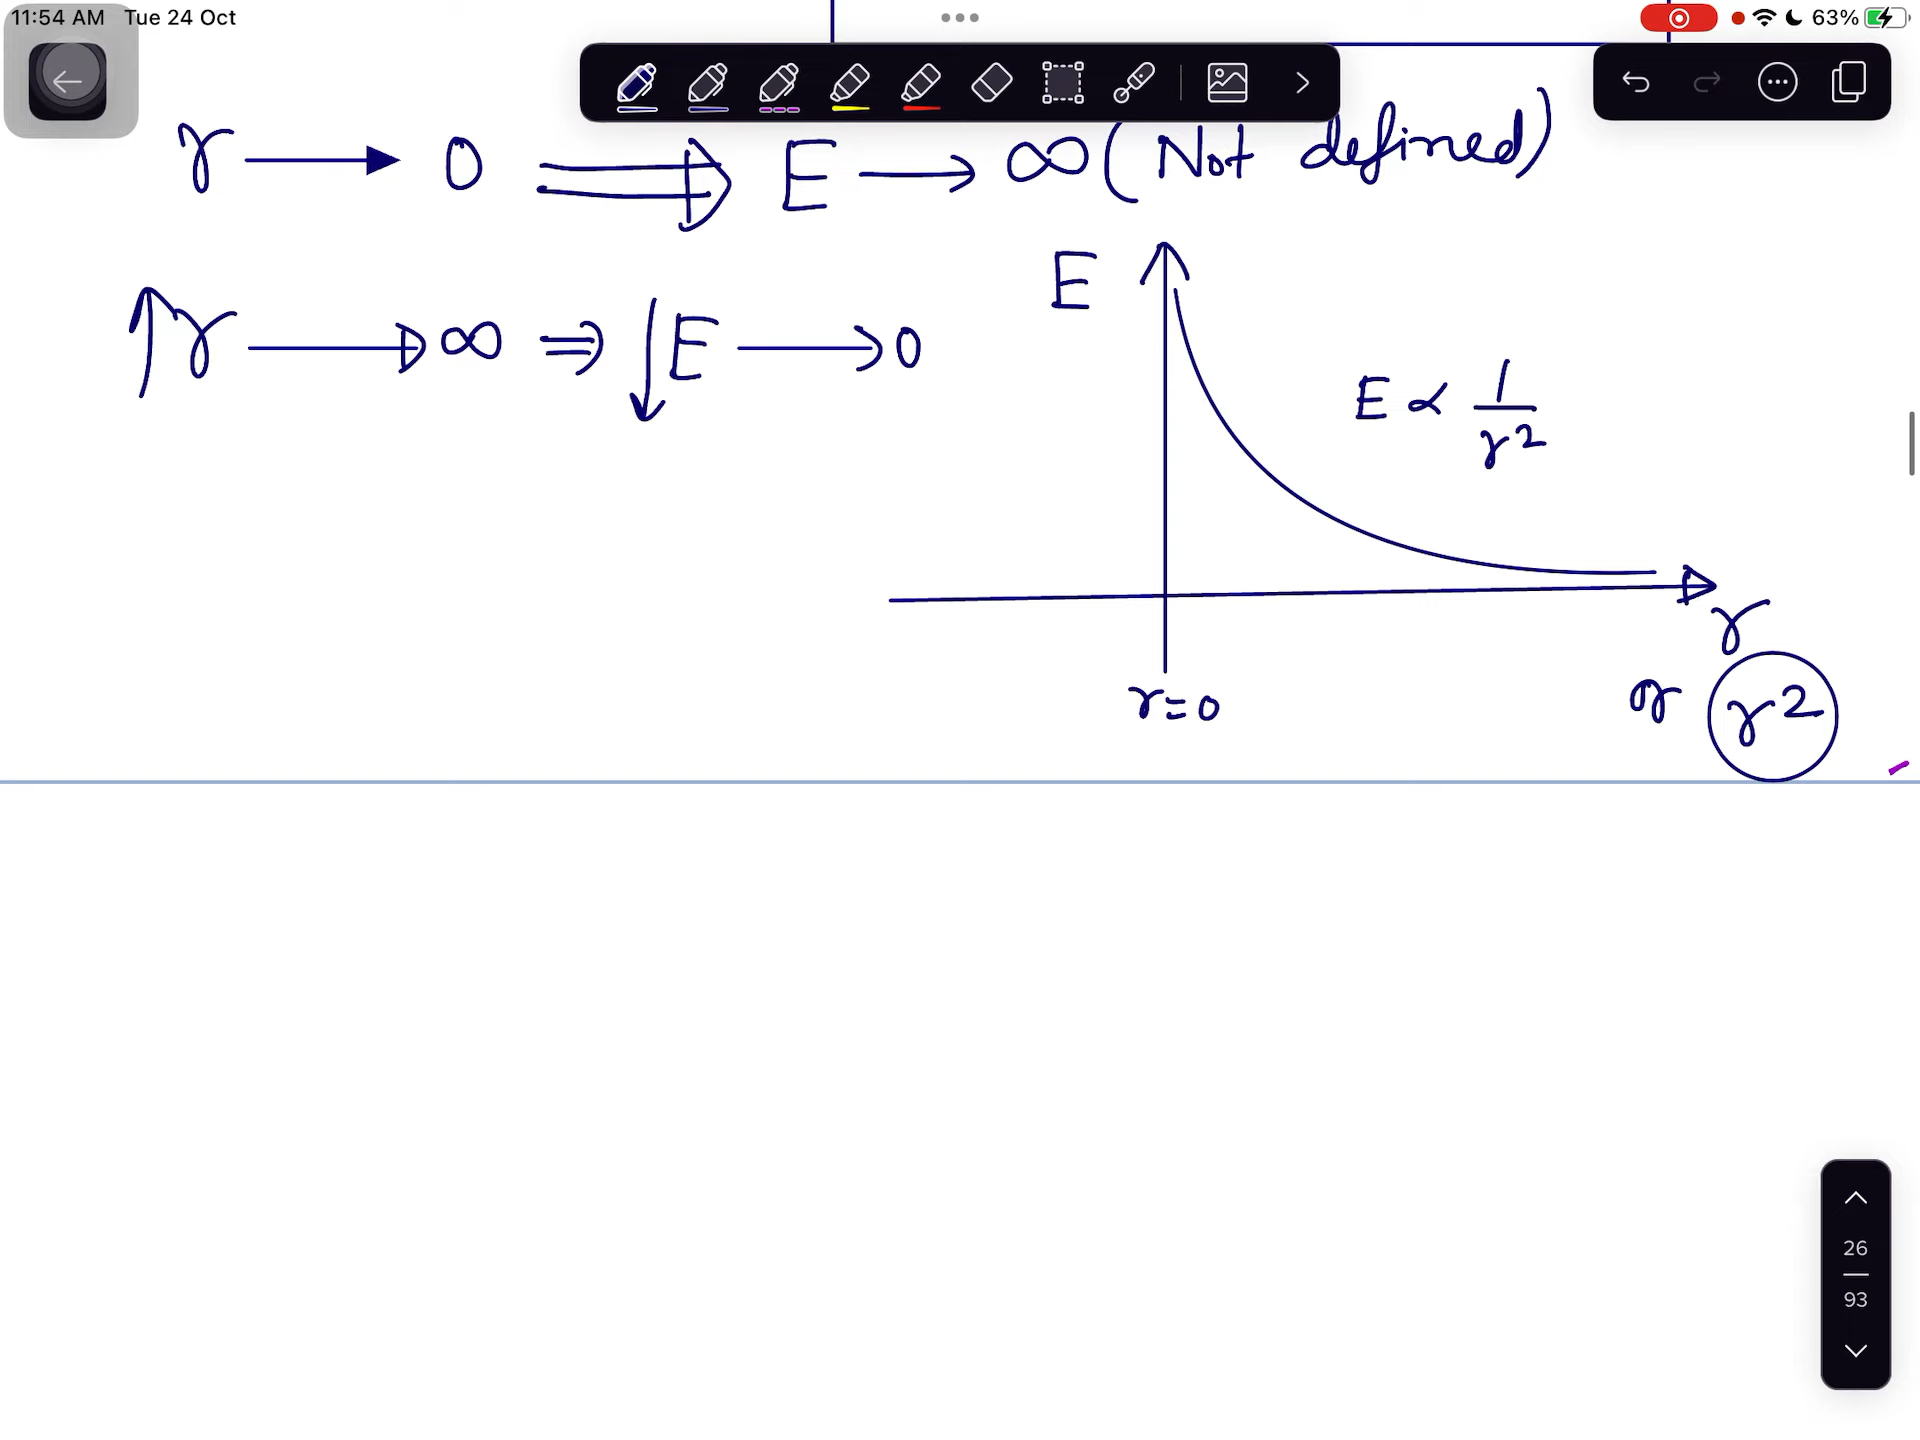 11:54 AM Tue 24 Oct
63%
r → 0 ⇒ E → ∞ (Not defined)
↑r → ∞ ⇒ ↓E → 0
E
E ∝ 1/r²
r
r=0
or r²
26
93